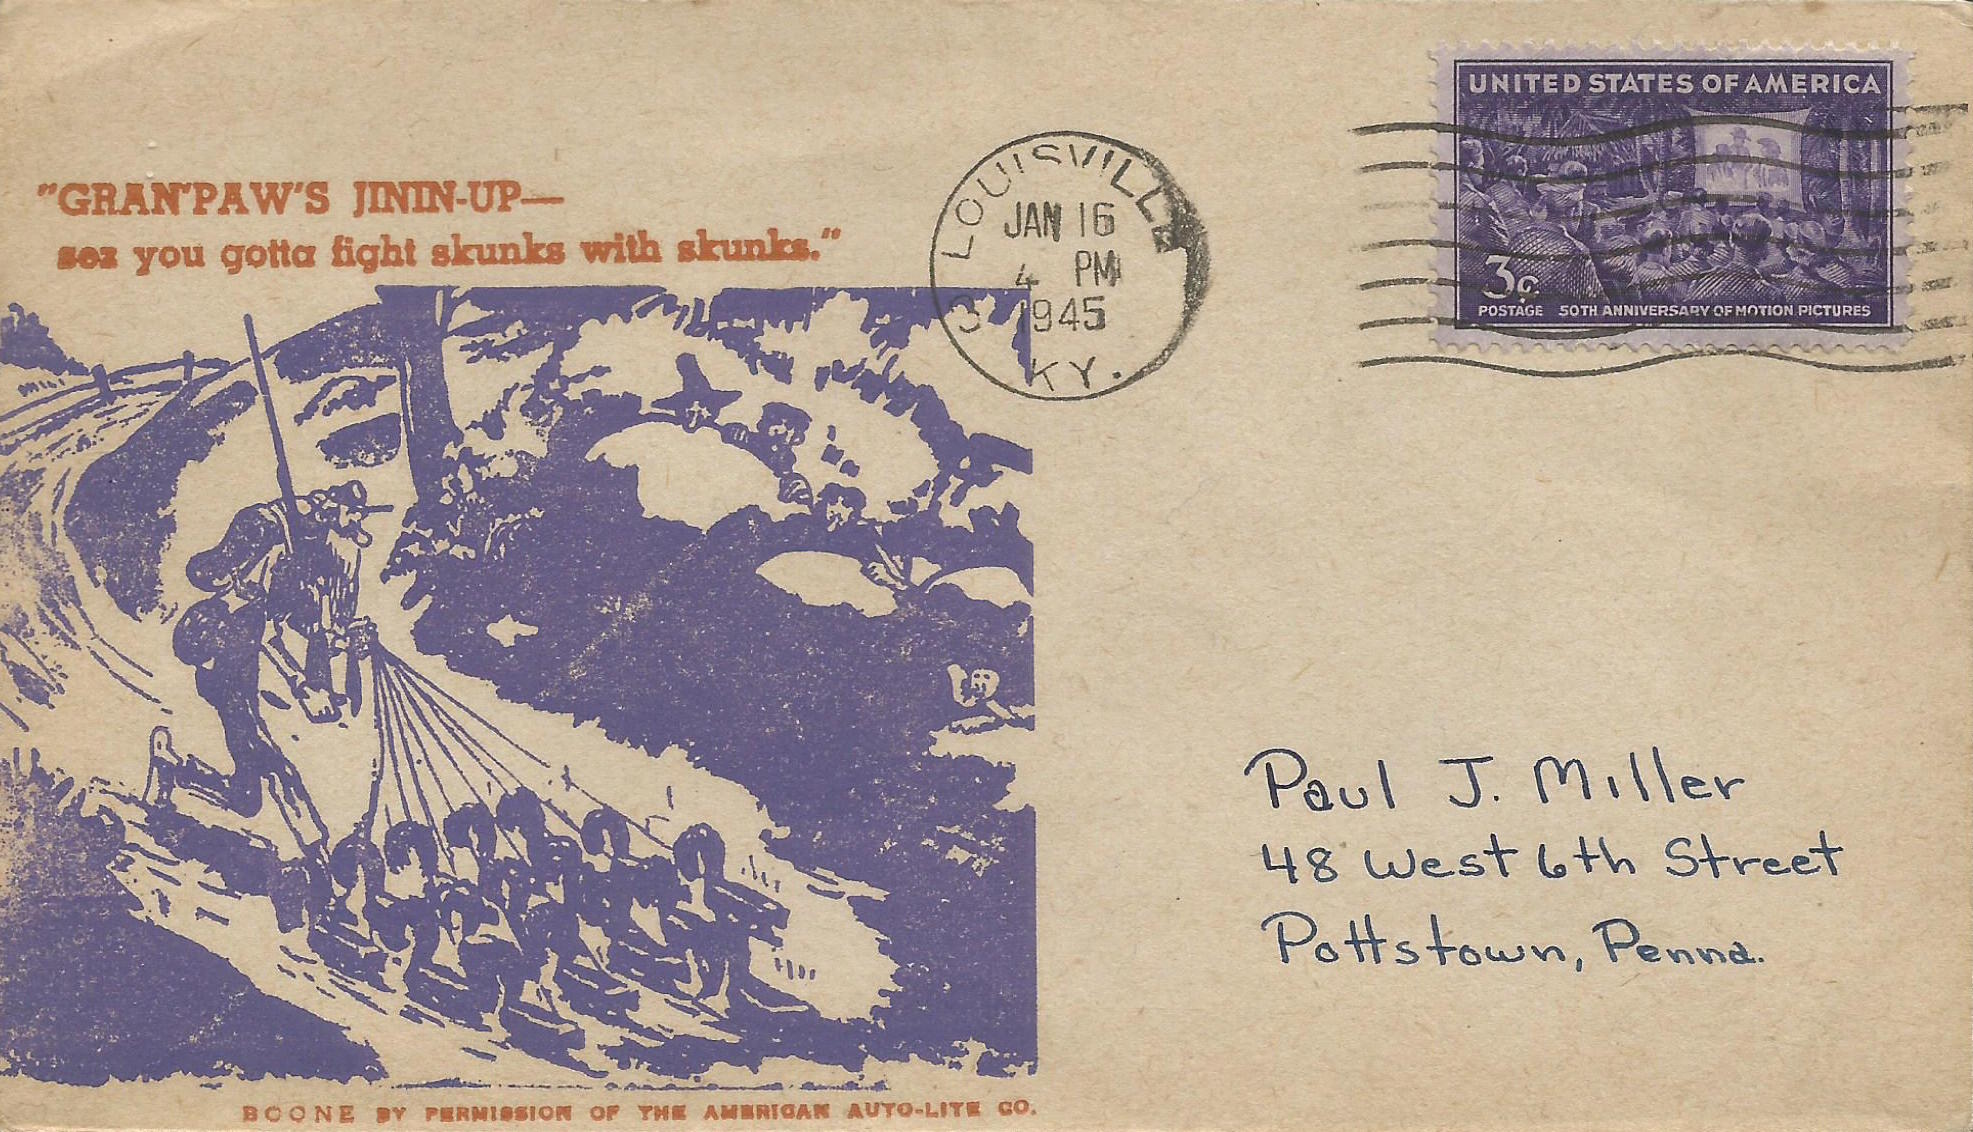 "GRAN'PAW'S JININ-UP—
sez you gotta fight skunks with skunks."
LOUISVILLE
JAN 16
4 PM
1945
KY.
UNITED STATES OF AMERICA
3¢
POSTAGE 50TH ANNIVERSARY OF MOTION PICTURES
Paul J. Miller
48 West 6th Street
Pottstown, Penna.
BOONE BY PERMISSION OF THE AMERICAN AUTO-LITE CO.